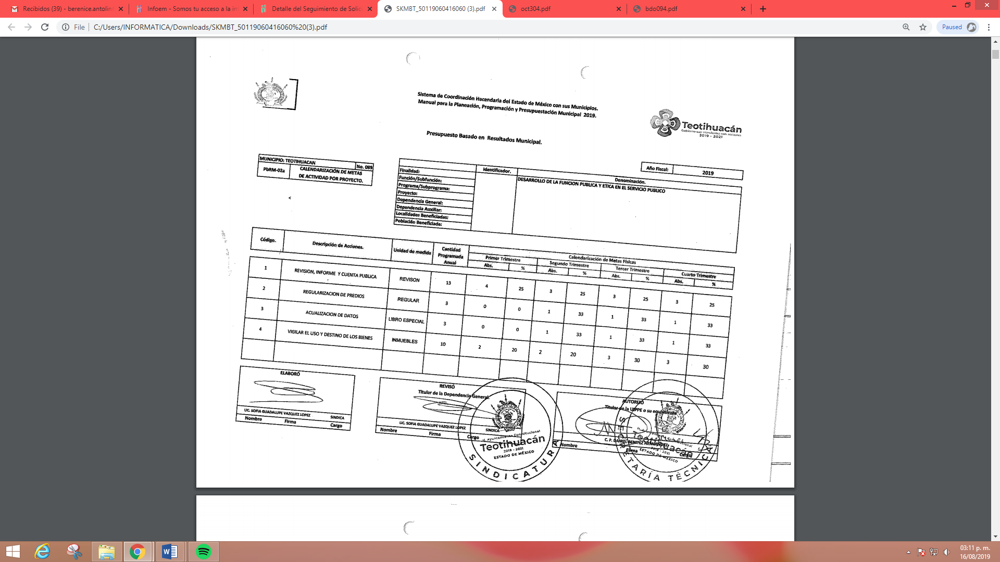 Recibidos (39) - berenice.antolin
Infoem - Somos tu acceso a la in
Detalle del Seguimiento de Solic
SKMBT_50119060416060 (3).pdf
oct304.pdf
bdo094.pdf
File
C:/Users/INFORMATICA/Downloads/SKMBT_50119060416060%20(3).pdf
Paused
Sistema de Coordinación Hacendaria del Estado de México con sus Municipios.
Manual para la Planeación, Programación y Presupuestación Municipal 2019.
Teotihuacán
Gobierno que transforma con acciones
2019 - 2021
Presupuesto Basado en Resultados Municipal.
MUNICIPIO: TEOTIHUACAN No. 089
PbRM-02a CALENDARIZACIÓN DE METAS
DE ACTIVIDAD POR PROYECTO.
Año Fiscal: 2019
Identificador. Denominación.
Finalidad: DESARROLLO DE LA FUNCION PUBLICA Y ETICA EN EL SERVICIO PUBLICO
Función/Subfunción:
Programa/Subprograma:
Proyecto:
Dependencia General:
Dependencia Auxiliar:
Localidades Beneficiadas:
Población Beneficiada:
Código. Descripción de Acciones. Unidad de medida Cantidad Programada Anual Calendarización de Metas Físicas
Primer Trimestre Segundo Trimestre Tercer Trimestre Cuarto Trimestre
Abs. % Abs. % Abs. % Abs. %
1 REVISION, INFORME Y CUENTA PUBLICA REVISON 13 4 25 3 25 3 25 3 25
2 REGULARIZACION DE PREDIOS REGULAR 3 0 0 1 33 1 33 1 33
3 ACUALIZACION DE DATOS LIBRO ESPECIAL 3 0 0 1 33 1 33 1 33
4 VIGILAR EL USO Y DESTINO DE LOS BIENES INMUEBLES 10 2 20 2 20 3 30 3 30
ELABORÓ
LIC. SOFIA GUADALUPE VAZQUEZ LOPEZ SINDICA
Nombre Firma Cargo
REVISÓ
Titular de la Dependencia General.
LIC. SOFIA GUADALUPE VAZQUEZ LOPEZ SINDICA
Nombre Firma Cargo
H. Ayuntamiento Constitucional
Teotihuacán
2019 - 2021
ESTADO DE MÉXICO
SINDICATURA
AUTORIZÓ
Titular de la UIPPE o su equivalente
C. P. DANIEL BENITEZ HERNANDEZ
Nombre Firma Cargo
Teotihuacán
2019 - 2021
ESTADO DE MÉXICO
SECRETARÍA TÉCNICA
03:11 p. m.
16/08/2019